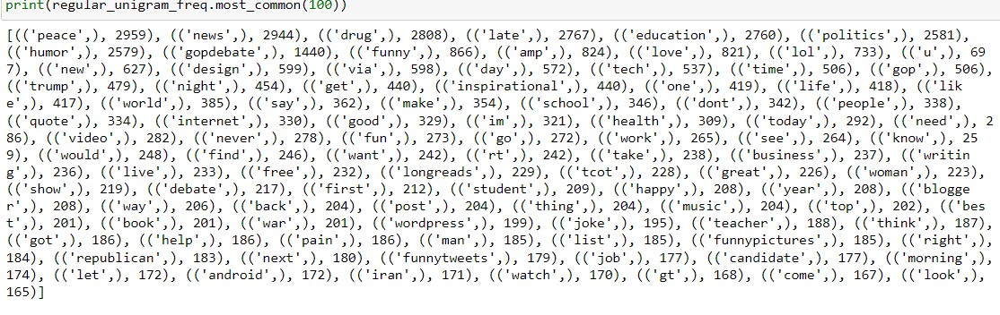 print(regular_unigram_freq.most_common(100))
[(('peace',), 2959), (('news',), 2944), (('drug',), 2808), (('late',), 2767), (('education',), 2760), (('politics',), 2581),
(('humor',), 2579), (('gopdebate',), 1440), (('funny',), 866), (('amp',), 824), (('love',), 821), (('lol',), 733), (('u',), 69
7), (('new',), 627), (('design',), 599), (('via',), 598), (('day',), 572), (('tech',), 537), (('time',), 506), (('gop',), 506),
(('trump',), 479), (('night',), 454), (('get',), 440), (('inspirational',), 440), (('one',), 419), (('life',), 418), (('lik
e',), 417), (('world',), 385), (('say',), 362), (('make',), 354), (('school',), 346), (('dont',), 342), (('people',), 338),
(('quote',), 334), (('internet',), 330), (('good',), 329), (('im',), 321), (('health',), 309), (('today',), 292), (('need',), 2
86), (('video',), 282), (('never',), 278), (('fun',), 273), (('go',), 272), (('work',), 265), (('see',), 264), (('know',), 25
9), (('would',), 248), (('find',), 246), (('want',), 242), (('rt',), 242), (('take',), 238), (('business',), 237), (('writin
g',), 236), (('live',), 233), (('free',), 232), (('longreads',), 229), (('tcot',), 228), (('great',), 226), (('woman',), 223),
(('show',), 219), (('debate',), 217), (('first',), 212), (('student',), 209), (('happy',), 208), (('year',), 208), (('blogge
r',), 208), (('way',), 206), (('back',), 204), (('post',), 204), (('thing',), 204), (('music',), 204), (('top',), 202), (('bes
t',), 201), (('book',), 201), (('war',), 201), (('wordpress',), 199), (('joke',), 195), (('teacher',), 188), (('think',), 187),
(('got',), 186), (('help',), 186), (('pain',), 186), (('man',), 185), (('list',), 185), (('funnypictures',), 185), (('right',),
184), (('republican',), 183), (('next',), 180), (('funnytweets',), 179), (('job',), 177), (('candidate',), 177), (('morning',),
174), (('let',), 172), (('android',), 172), (('iran',), 171), (('watch',), 170), (('gt',), 168), (('come',), 167), (('look',),
165)]